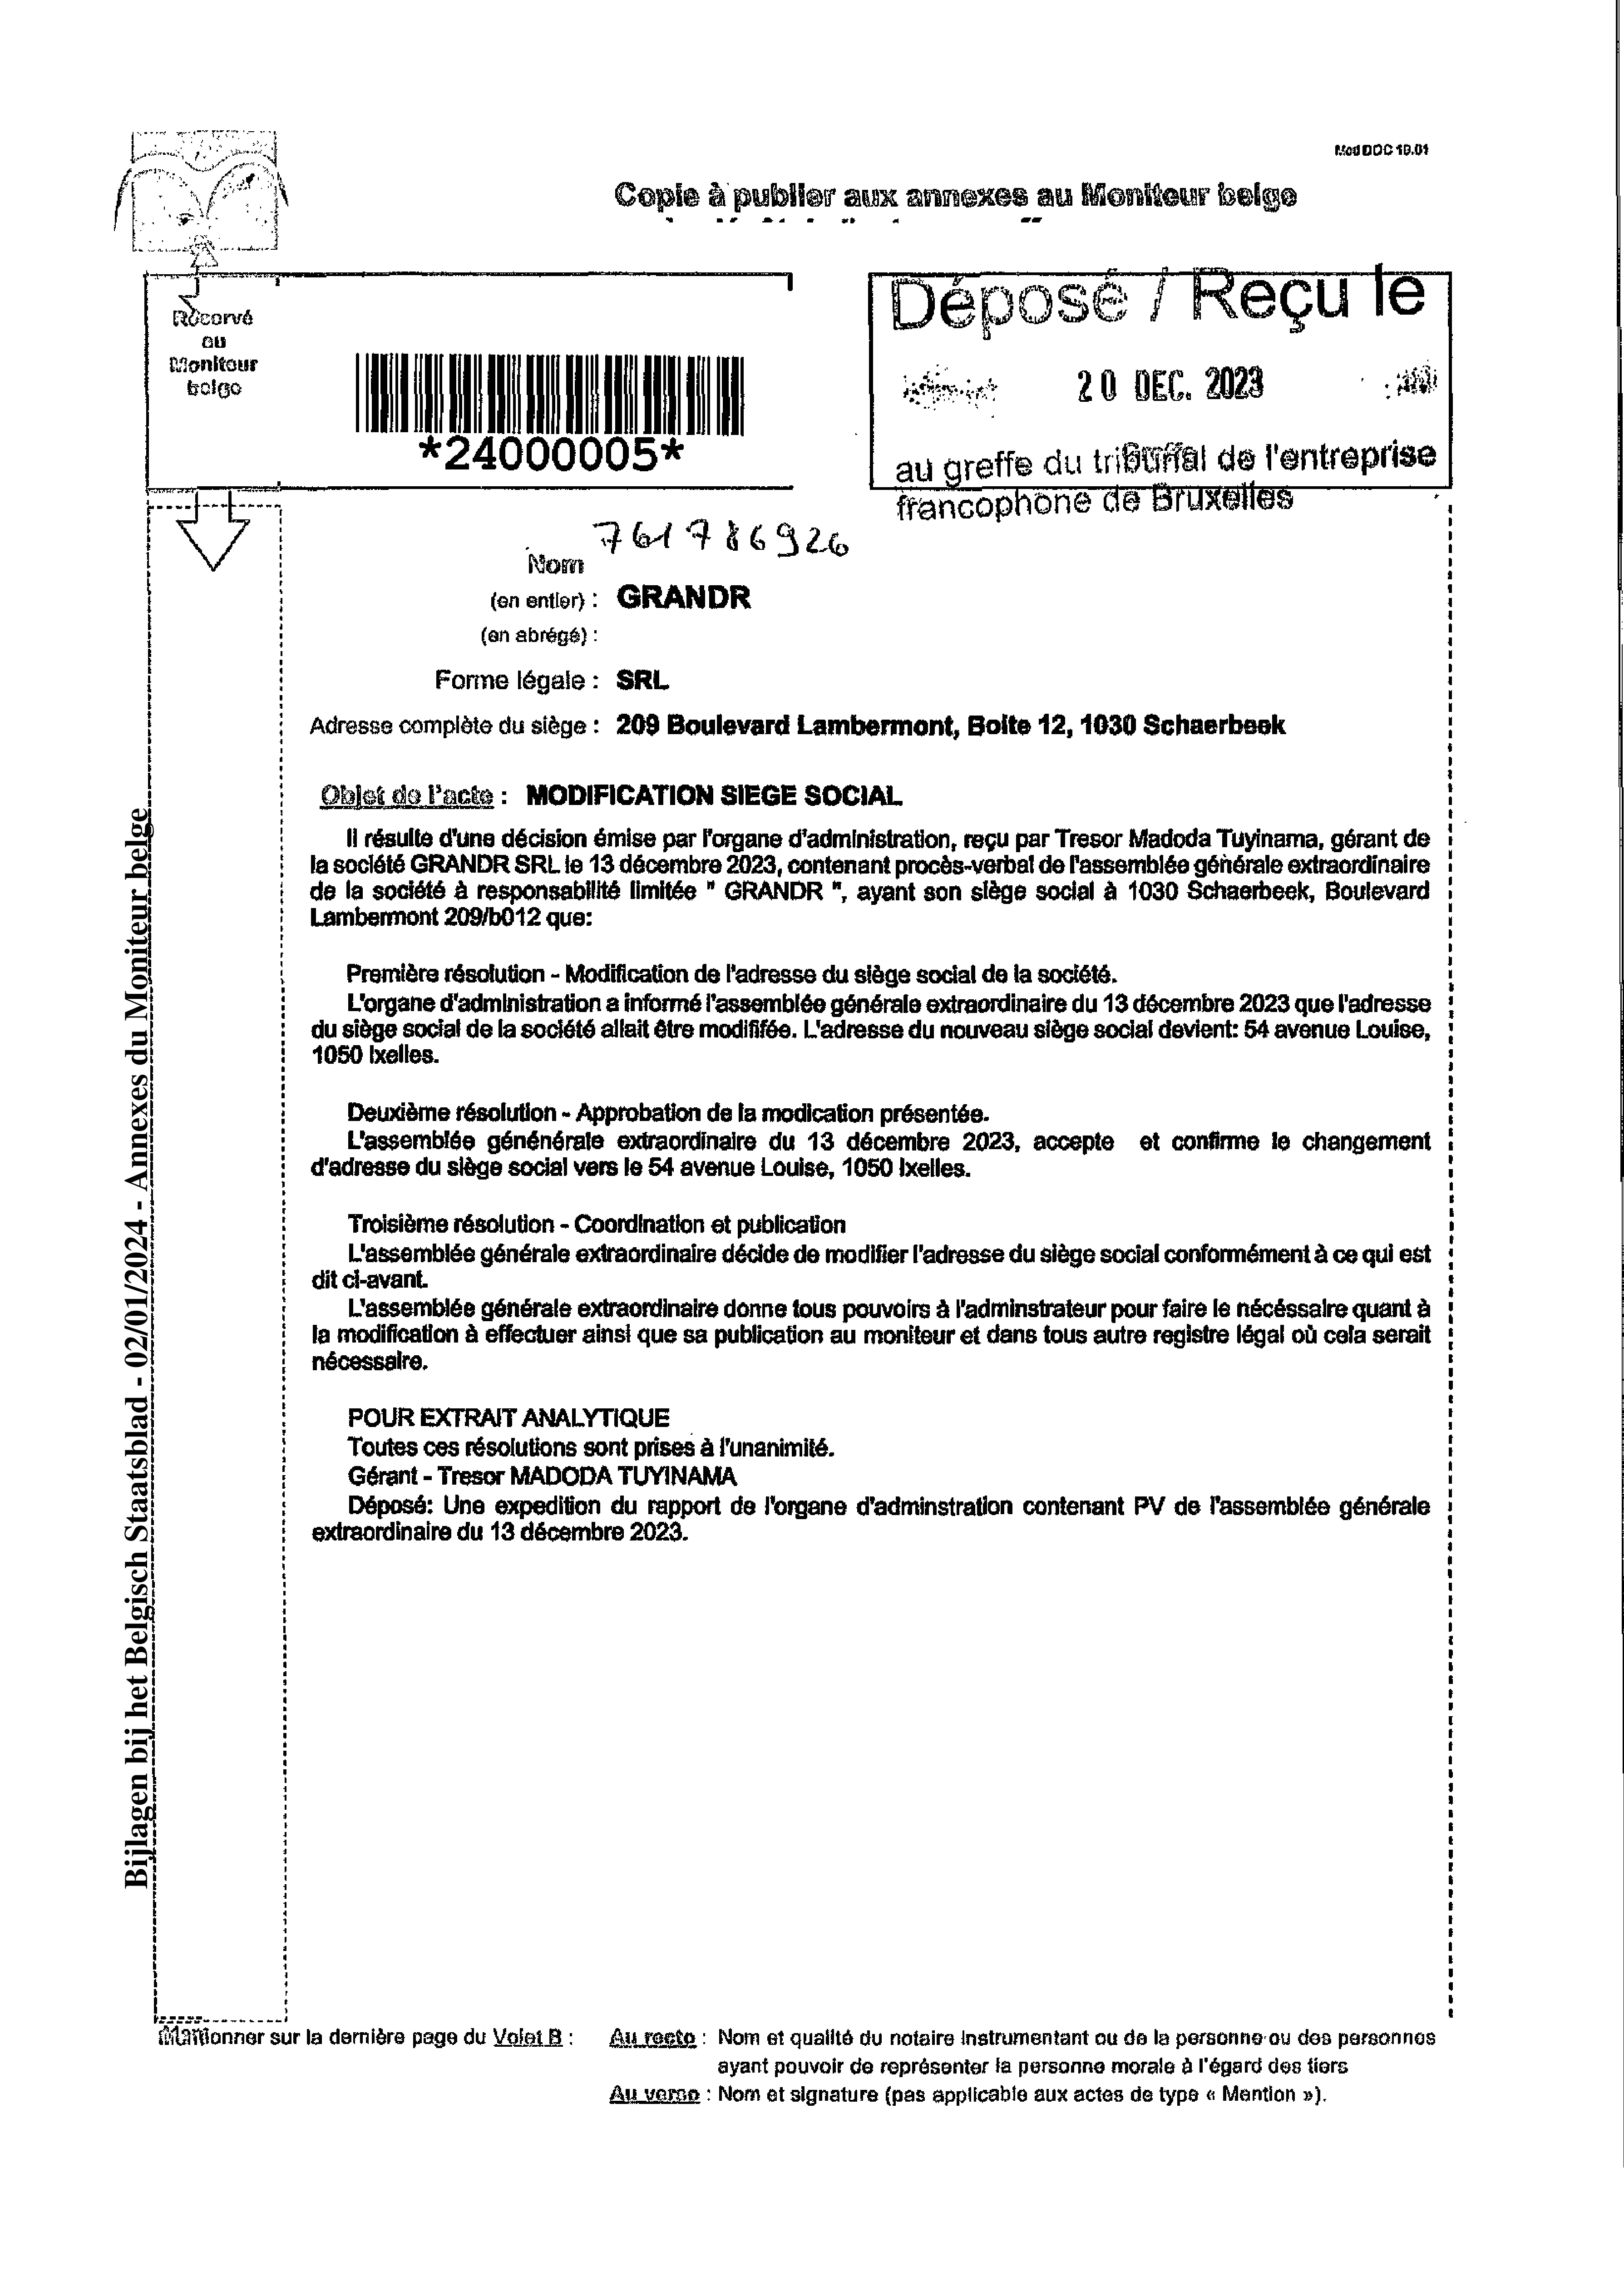 Mod DOC 19.01
Copie à publier aux annexes au Moniteur belge
Réservé
au
Moniteur
belge
*24000005*
Déposé / Reçu le
20 DEC. 2023
au greffe du tribunal de l'entreprise
francophone de Bruxelles
761786926
Nom
(en entier) : GRANDR
(en abrégé) :
Forme légale : SRL
Adresse complète du siège : 209 Boulevard Lambermont, Boite 12, 1030 Schaerbeek
Objet de l'acte : MODIFICATION SIEGE SOCIAL
Il résulte d'une décision émise par l'organe d'administration, reçu par Tresor Madoda Tuyinama, gérant de
la société GRANDR SRL le 13 décembre 2023, contenant procès-verbal de l'assemblée générale extraordinaire
de la société à responsabilité limitée " GRANDR ", ayant son siège social à 1030 Schaerbeek, Boulevard
Lambermont 209/b012 que:
Première résolution - Modification de l'adresse du siège social de la société.
L'organe d'administration a informé l'assemblée générale extraordinaire du 13 décembre 2023 que l'adresse
du siège social de la société allait être modififée. L'adresse du nouveau siège social devient: 54 avenue Louise,
1050 Ixelles.
Deuxième résolution - Approbation de la modication présentée.
L'assemblée génénérale extraordinaire du 13 décembre 2023, accepte et confirme le changement
d'adresse du siège social vers le 54 avenue Louise, 1050 Ixelles.
Troisième résolution - Coordination et publication
L'assemblée générale extraordinaire décide de modifier l'adresse du siège social conformément à ce qui est
dit ci-avant.
L'assemblée générale extraordinaire donne tous pouvoirs à l'adminstrateur pour faire le nécéssaire quant à
la modification à effectuer ainsi que sa publication au moniteur et dans tous autre registre légal où cela serait
nécessaire.
POUR EXTRAIT ANALYTIQUE
Toutes ces résolutions sont prises à l'unanimité.
Gérant - Tresor MADODA TUYINAMA
Déposé: Une expedition du rapport de l'organe d'adminstration contenant PV de l'assemblée générale
extraordinaire du 13 décembre 2023.
Bijlagen bij het Belgisch Staatsblad - 02/01/2024 - Annexes du Moniteur belge
Mentionner sur la dernière page du Volet B : Au recto : Nom et qualité du notaire instrumentant ou de la personne ou des personnes
ayant pouvoir de représenter la personne morale à l'égard des tiers
Au verso : Nom et signature (pas applicable aux actes de type « Mention »).